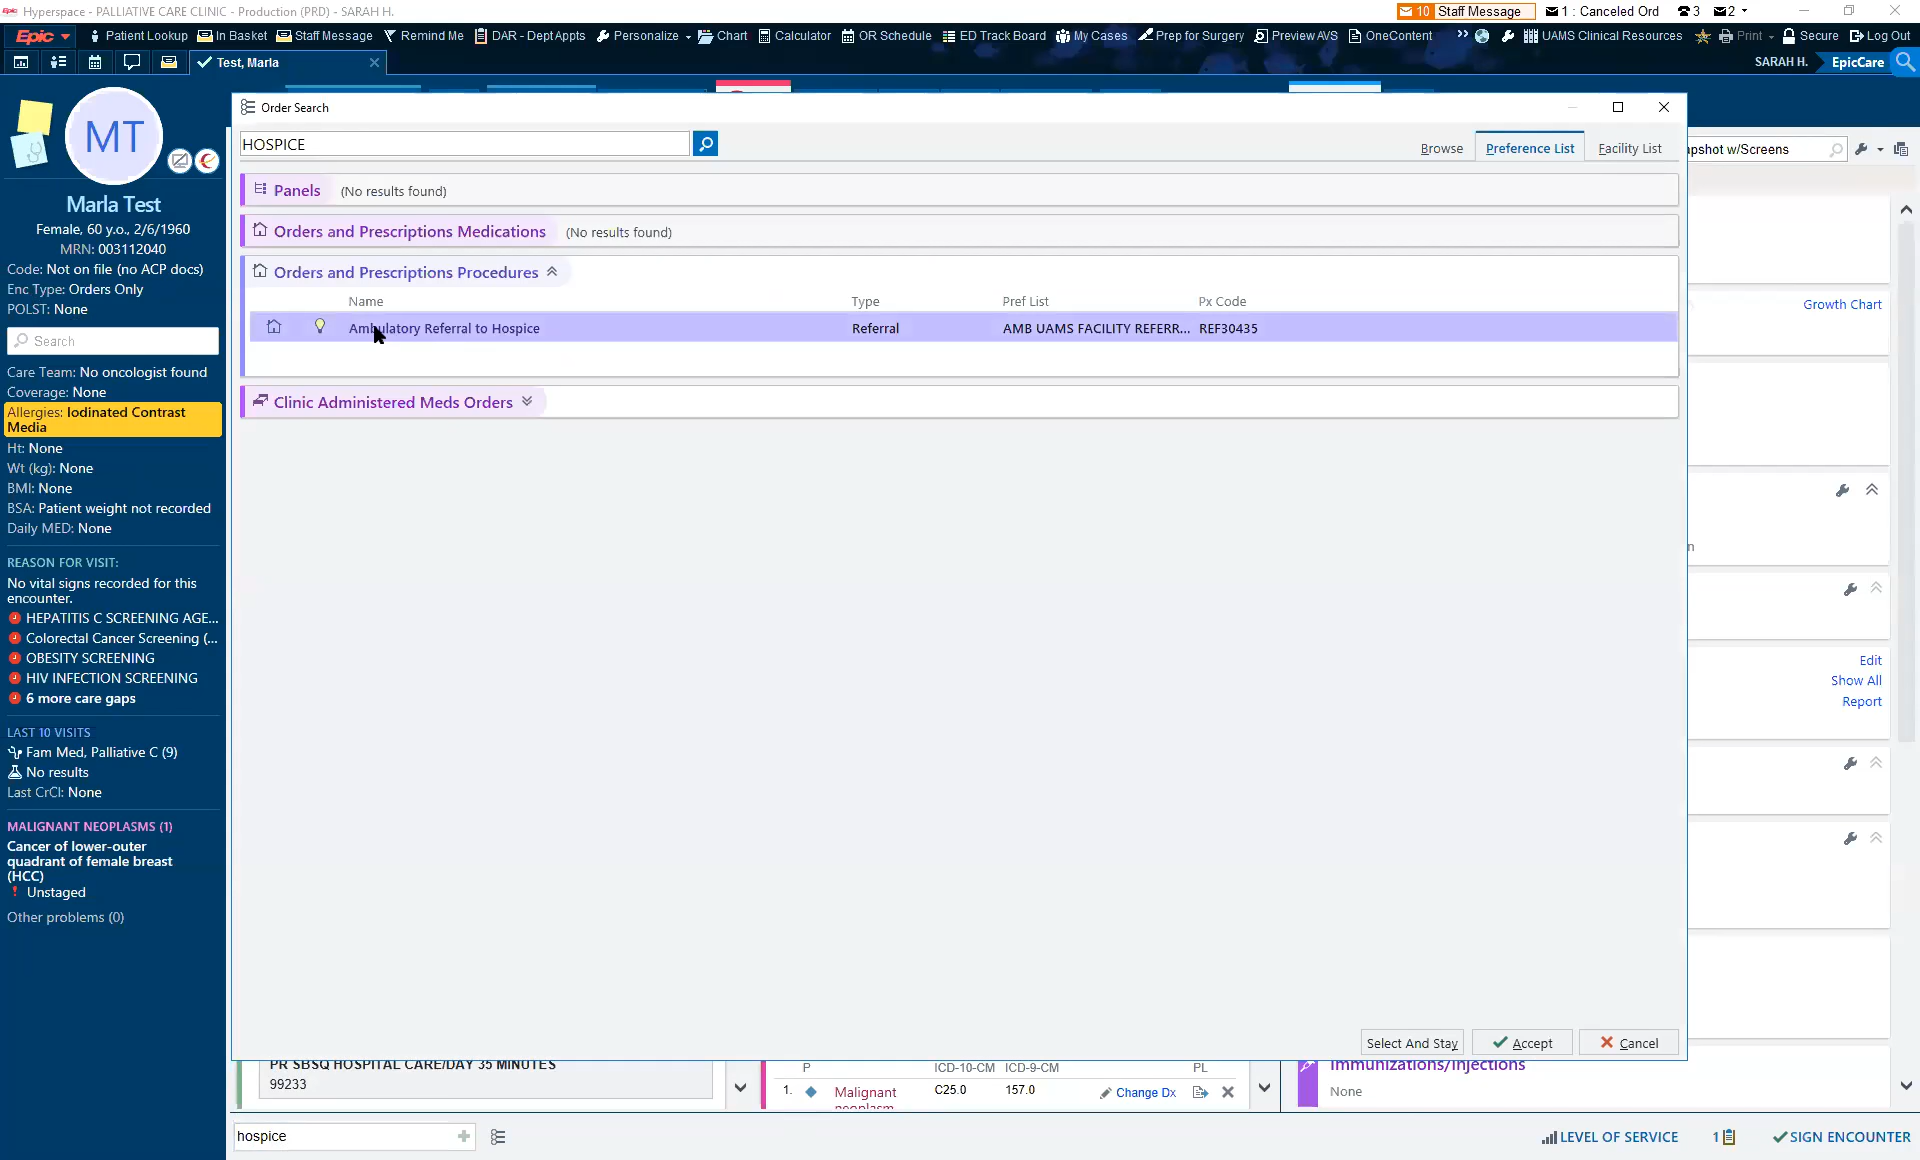 Hyperspace - PALLIATIVE CARE CLINIC - Production (PRD) - SARAH H.
10 Staff Message 1 : Canceled Ord 3 2
Epic Patient Lookup In Basket Staff Message Remind Me DAR - Dept Appts Personalize Chart Calculator OR Schedule ED Track Board My Cases Prep for Surgery Preview AVS OneContent UAMS Clinical Resources Print Secure Log Out
Test, Marla
SARAH H. EpicCare
MT
Marla Test
Female, 60 y.o., 2/6/1960
MRN: 003112040
Code: Not on file (no ACP docs)
Enc Type: Orders Only
POLST: None
Search
Care Team: No oncologist found
Coverage: None
Allergies: Iodinated Contrast
Media
Ht: None
Wt (kg): None
BMI: None
BSA: Patient weight not recorded
Daily MED: None
REASON FOR VISIT:
No vital signs recorded for this
encounter.
HEPATITIS C SCREENING AGE...
Colorectal Cancer Screening (...
OBESITY SCREENING
HIV INFECTION SCREENING
6 more care gaps
LAST 10 VISITS
Fam Med, Palliative C (9)
No results
Last CrCl: None
MALIGNANT NEOPLASMS (1)
Cancer of lower-outer
quadrant of female breast
(HCC)
Unstaged
Other problems (0)
Order Search
HOSPICE
Browse Preference List Facility List
Panels (No results found)
Orders and Prescriptions Medications (No results found)
Orders and Prescriptions Procedures
Name Type Pref List Px Code
Ambulatory Referral to Hospice Referral AMB UAMS FACILITY REFERR... REF30435
Clinic Administered Meds Orders
Select And Stay Accept Cancel
pshot w/Screens
Growth Chart
n
Edit
Show All
Report
PR SBSQ HOSPITAL CARE/DAY 35 MINUTES
99233
P ICD-10-CM ICD-9-CM PL
1. Malignant C25.0 157.0 Change Dx
neoplasm
Immunizations/Injections
None
hospice
LEVEL OF SERVICE 1 SIGN ENCOUNTER